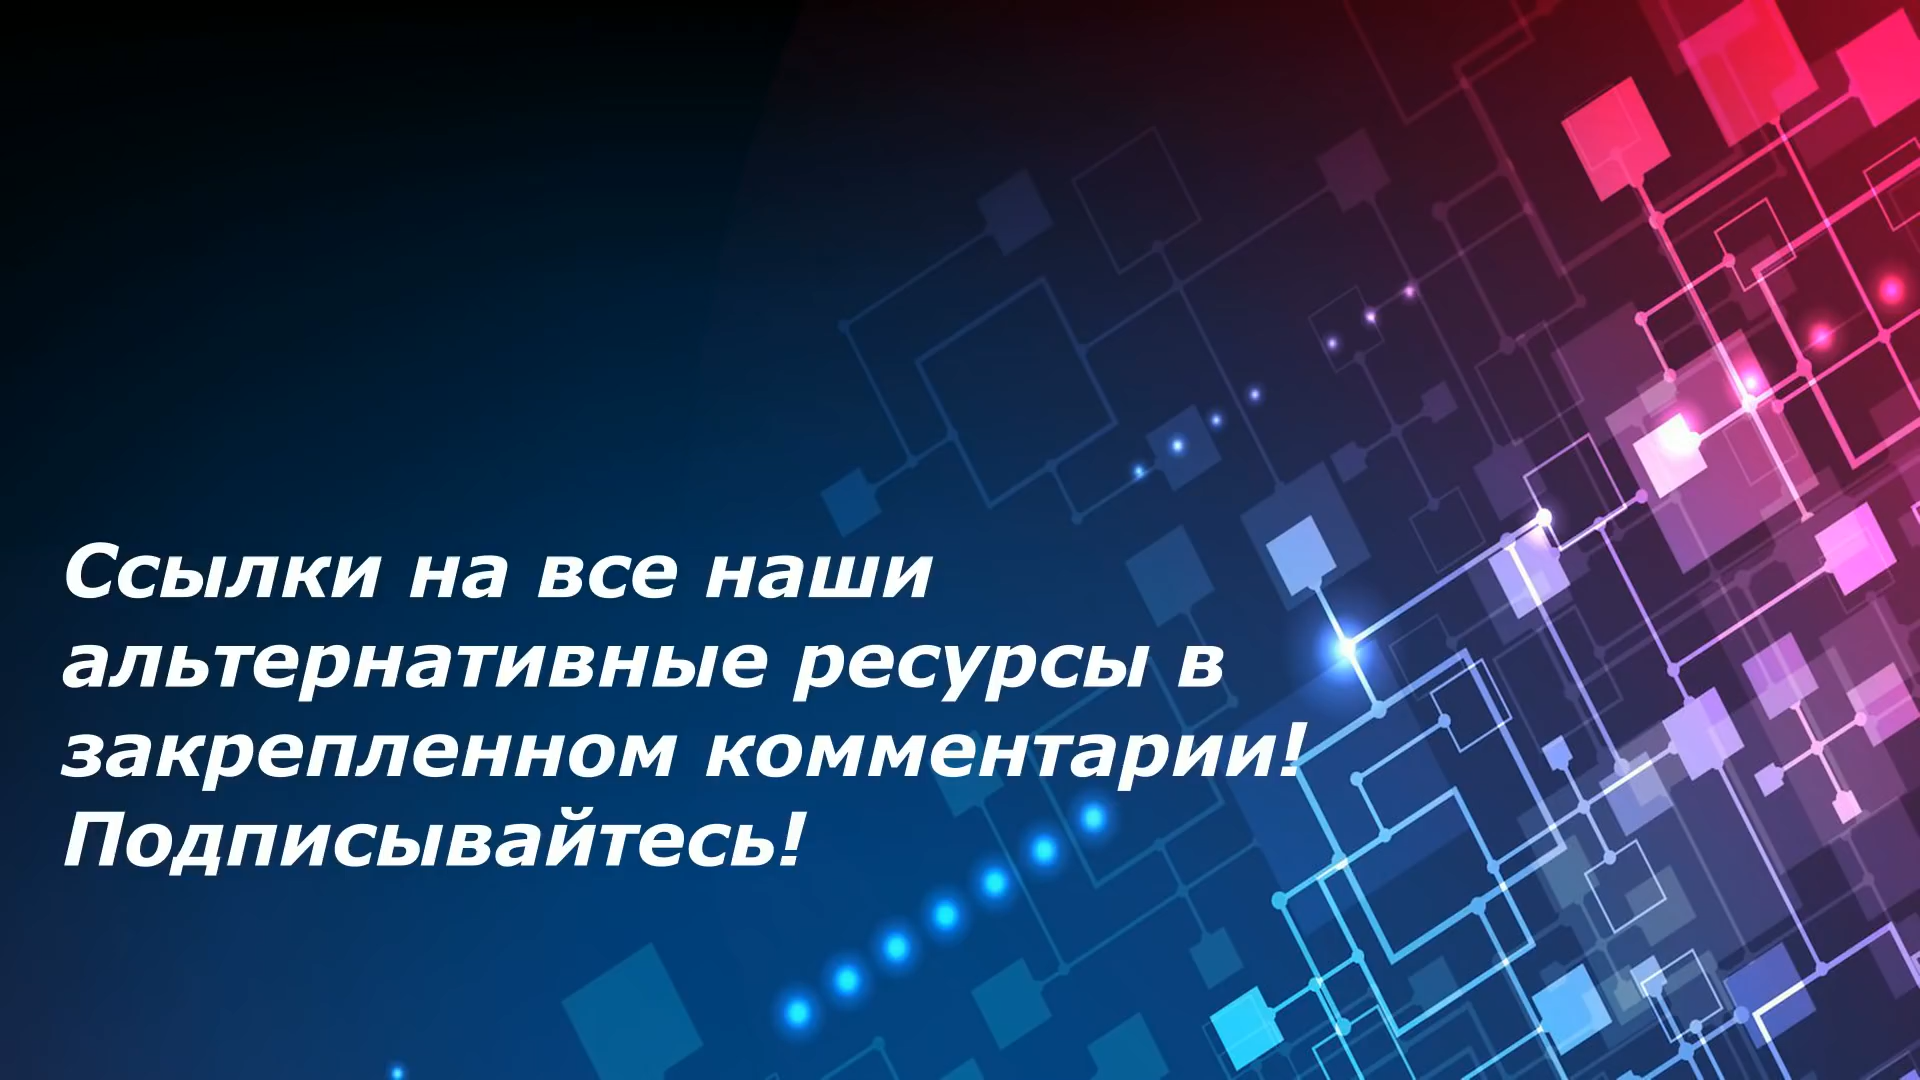 Ссылки на все наши
альтернативные ресурсы в
закрепленном комментарии!
Подписывайтесь!